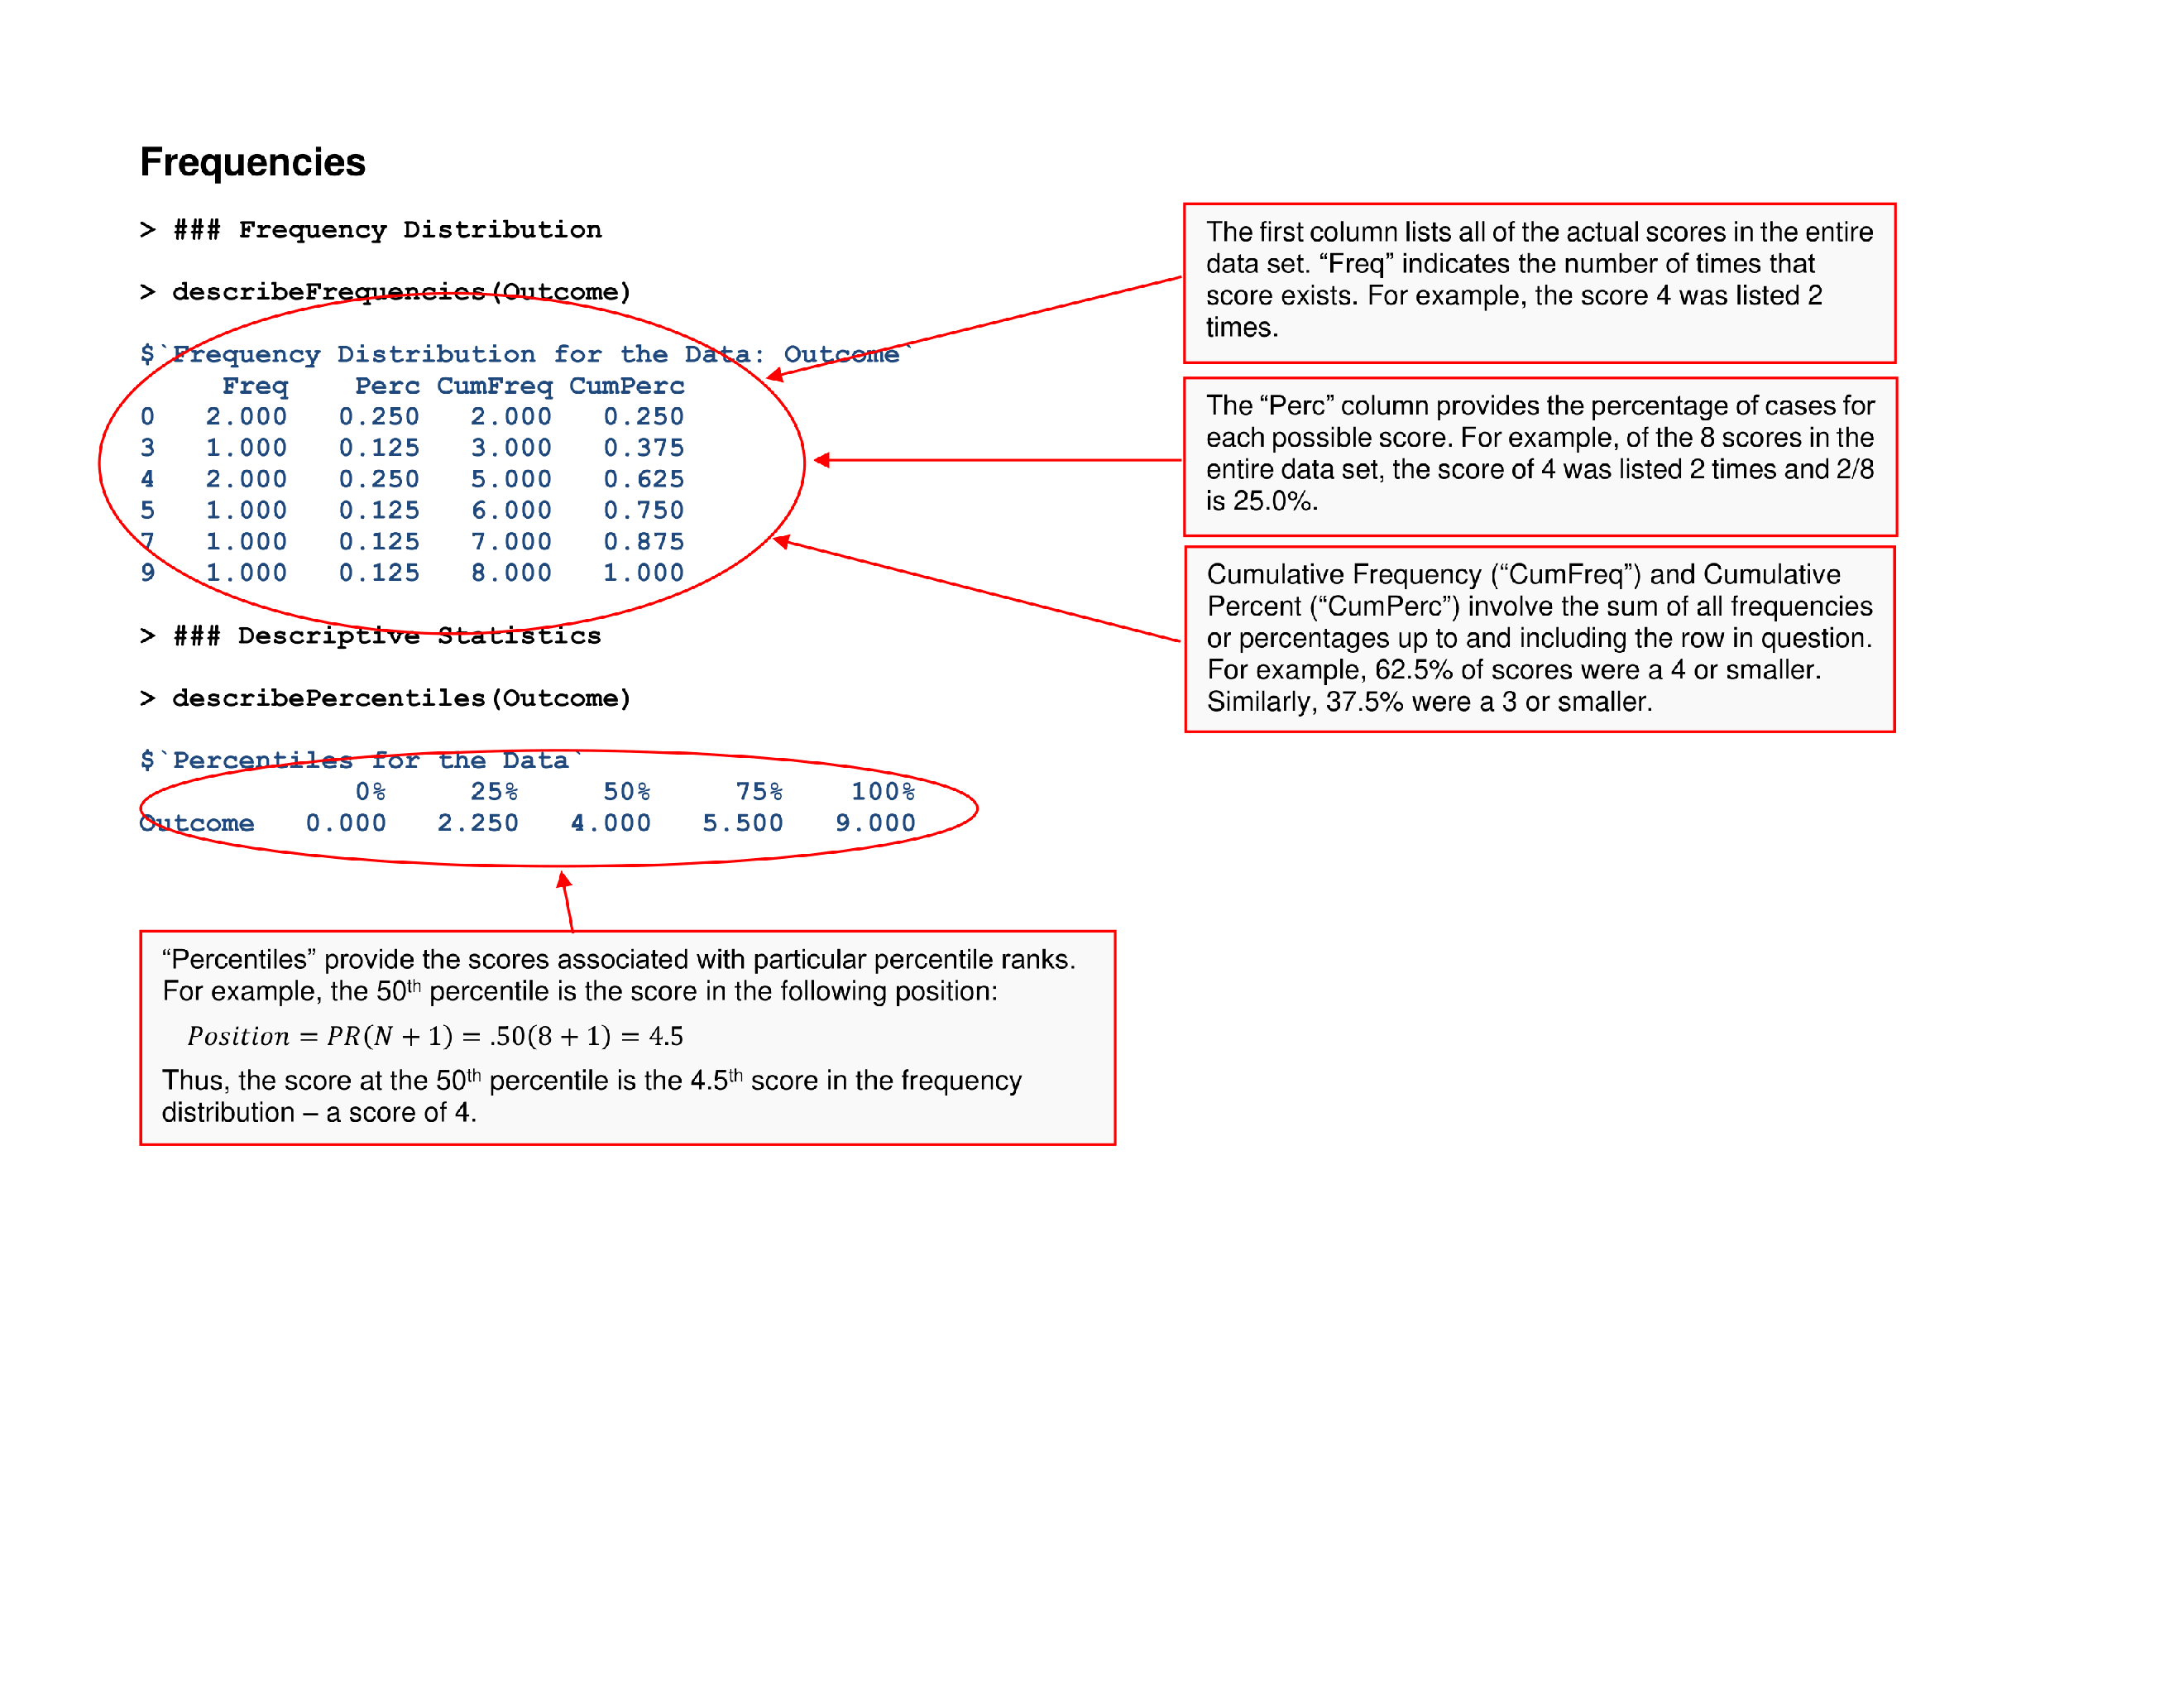 Frequencies
> ### Frequency Distribution
> describeFrequencies(Outcome)
$`Frequency Distribution for the Data: Outcome`
Freq Perc CumFreq CumPerc
0 2.000 0.250 2.000 0.250
3 1.000 0.125 3.000 0.375
4 2.000 0.250 5.000 0.625
5 1.000 0.125 6.000 0.750
7 1.000 0.125 7.000 0.875
9 1.000 0.125 8.000 1.000
> ### Descriptive Statistics
> describePercentiles(Outcome)
$`Percentiles for the Data`
0% 25% 50% 75% 100%
Outcome 0.000 2.250 4.000 5.500 9.000
The first column lists all of the actual scores in the entire
data set. “Freq” indicates the number of times that
score exists. For example, the score 4 was listed 2
times.
The “Perc” column provides the percentage of cases for
each possible score. For example, of the 8 scores in the
entire data set, the score of 4 was listed 2 times and 2/8
is 25.0%.
Cumulative Frequency (“CumFreq”) and Cumulative
Percent (“CumPerc”) involve the sum of all frequencies
or percentages up to and including the row in question.
For example, 62.5% of scores were a 4 or smaller.
Similarly, 37.5% were a 3 or smaller.
“Percentiles” provide the scores associated with particular percentile ranks.
For example, the 50th percentile is the score in the following position:
Position = PR(N + 1) = .50(8 + 1) = 4.5
Thus, the score at the 50th percentile is the 4.5th score in the frequency
distribution – a score of 4.